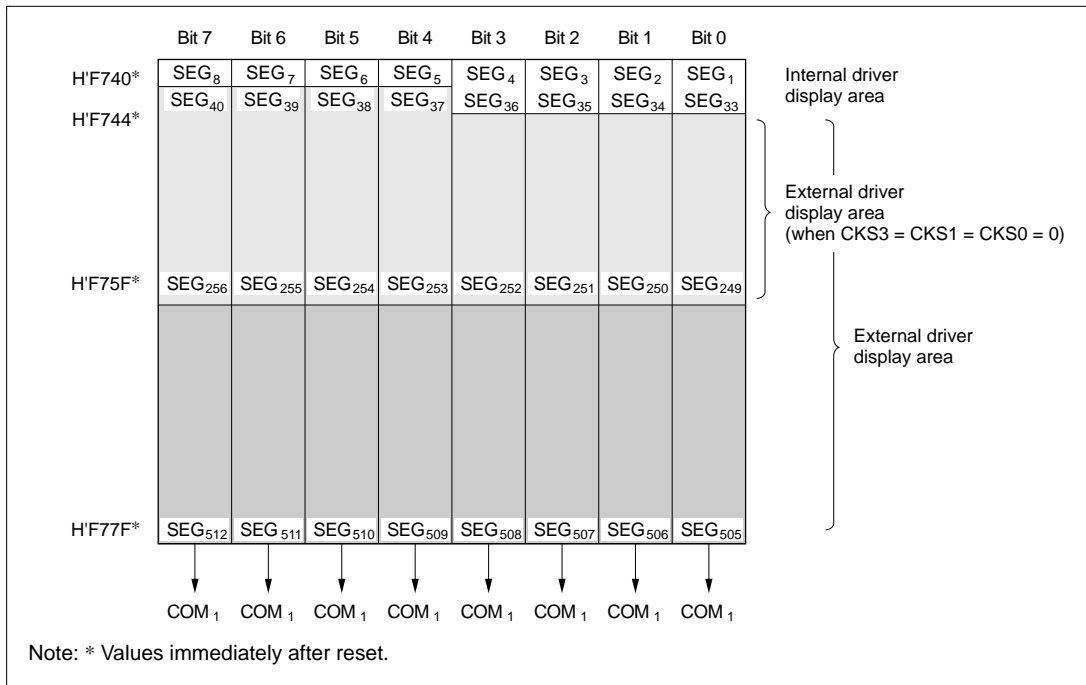 Bit 7 Bit 6 Bit 5 Bit 4 Bit 3 Bit 2 Bit 1 Bit 0
H'F740* SEG8 SEG7 SEG6 SEG5 SEG4 SEG3 SEG2 SEG1
Internal driver
display area
SEG40 SEG39 SEG38 SEG37 SEG36 SEG35 SEG34 SEG33
H'F744*
External driver
display area
(when CKS3 = CKS1 = CKS0 = 0)
H'F75F* SEG256 SEG255 SEG254 SEG253 SEG252 SEG251 SEG250 SEG249
External driver
display area
H'F77F* SEG512 SEG511 SEG510 SEG509 SEG508 SEG507 SEG506 SEG505
COM1 COM1 COM1 COM1 COM1 COM1 COM1 COM1
Note: * Values immediately after reset.